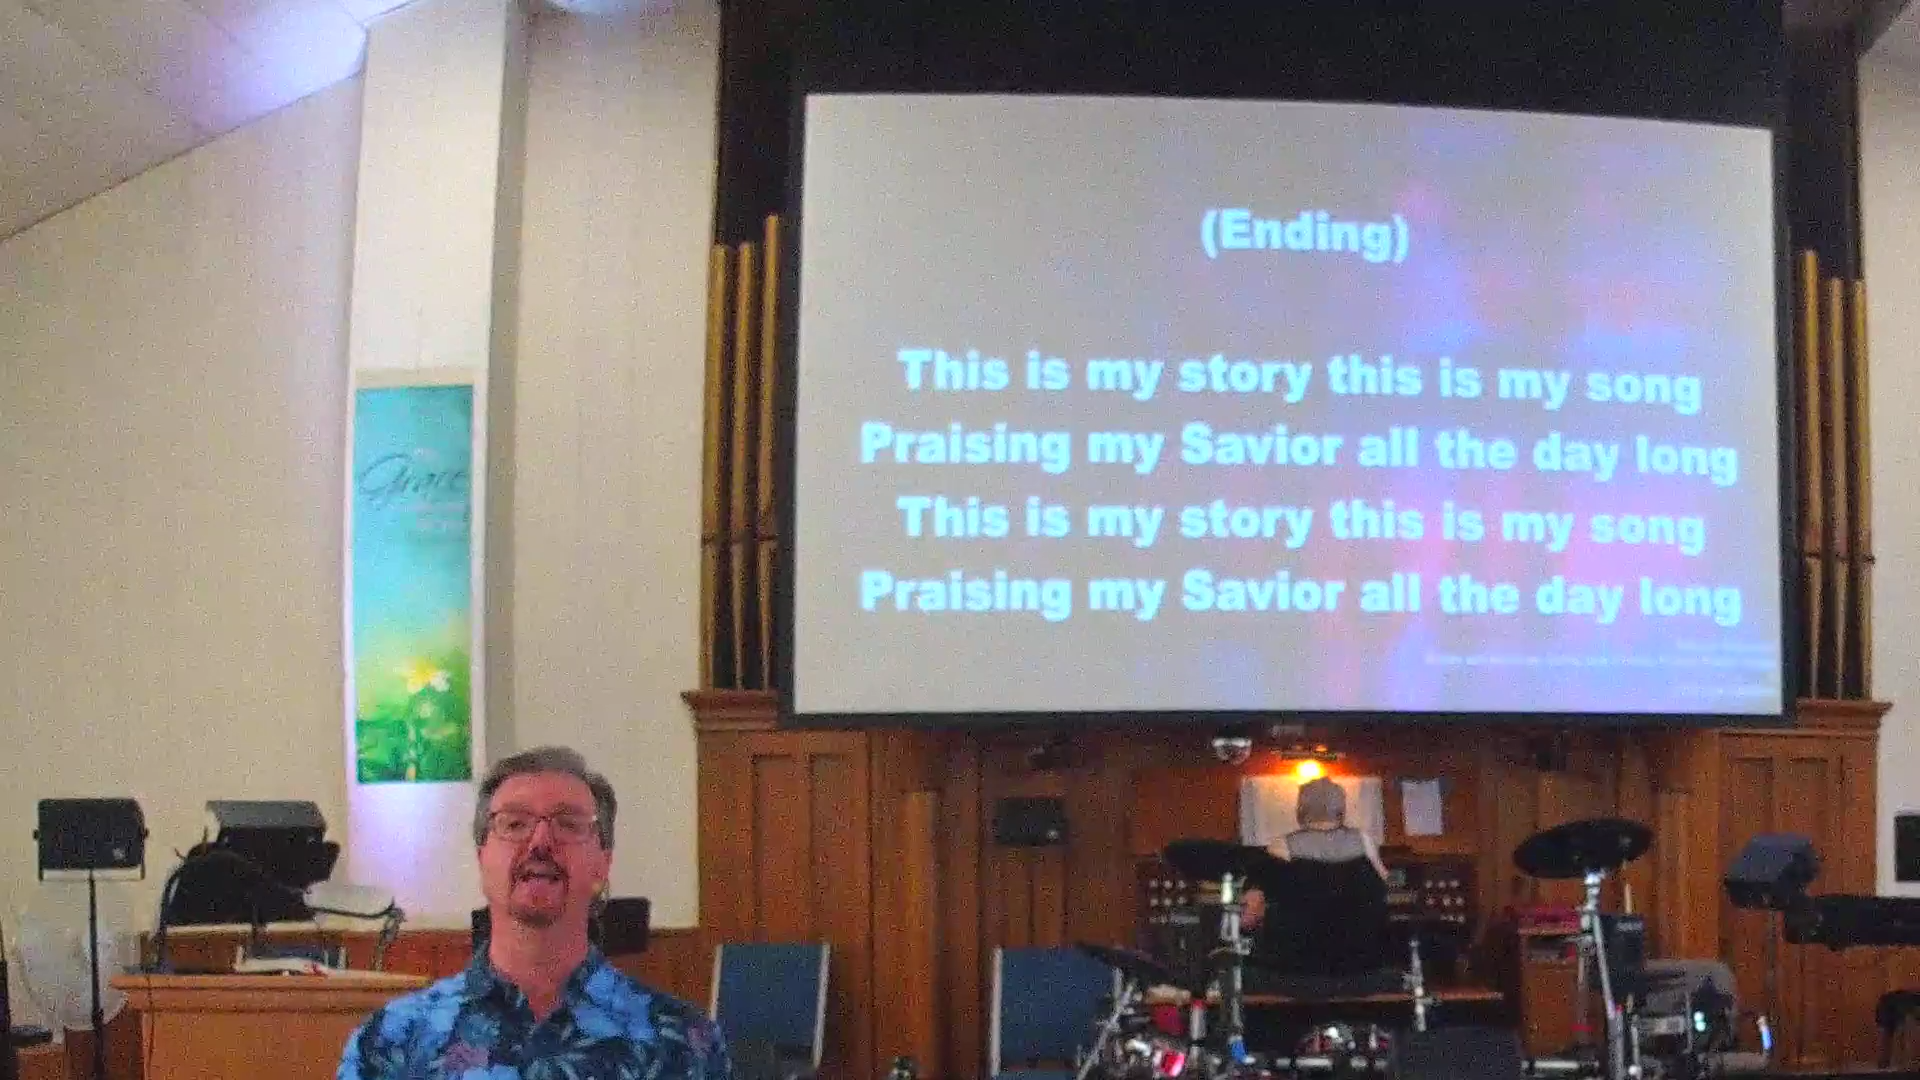 (Ending)
This is my story this is my song
Praising my Savior all the day long
This is my story this is my song
Praising my Savior all the day long
Grace